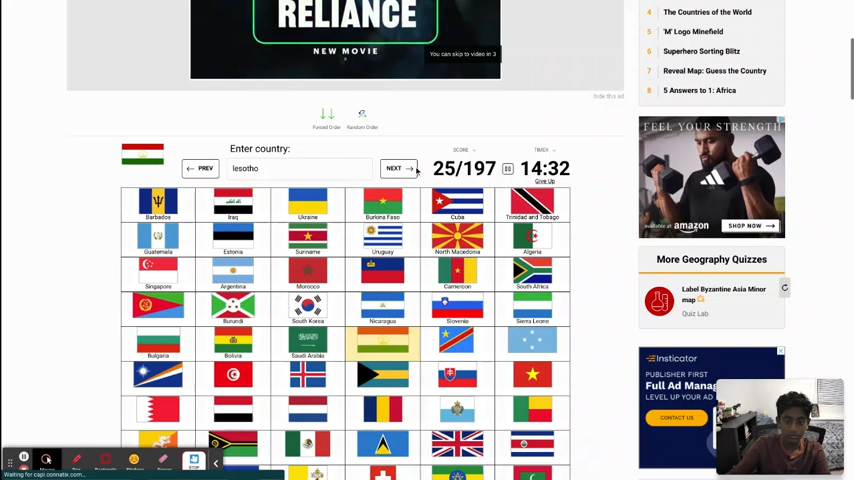 RELIANCE
NEW MOVIE
You can skip to video in 3
Hide this ad
4 The Countries of the World
5 'M' Logo Minefield
6 Superhero Sorting Blitz
7 Reveal Map: Guess the Country
8 5 Answers to 1: Africa
Forced Order
Random Order
Enter country:
← PREV
lesotho
NEXT →
SCORE
25/197
TIMER
14:32
Give Up
Barbados
Iraq
Ukraine
Burkina Faso
Cuba
Trinidad and Tobago
Guatemala
Estonia
Suriname
Uruguay
North Macedonia
Algeria
Singapore
Argentina
Morocco
Cameroon
South Africa
Burundi
South Korea
Nicaragua
Slovenia
Sierra Leone
Bulgaria
Bolivia
Saudi Arabia
FEEL YOUR STRENGTH
amazon
SHOP NOW →
More Geography Quizzes
Label Byzantine Asia Minor
map
Quiz Lab
Insticator
PUBLISHER FIRST
Full Ad Mana
LEVEL UP YOUR AD
CONTACT US
STOP
Waiting for capi.connatix.com...